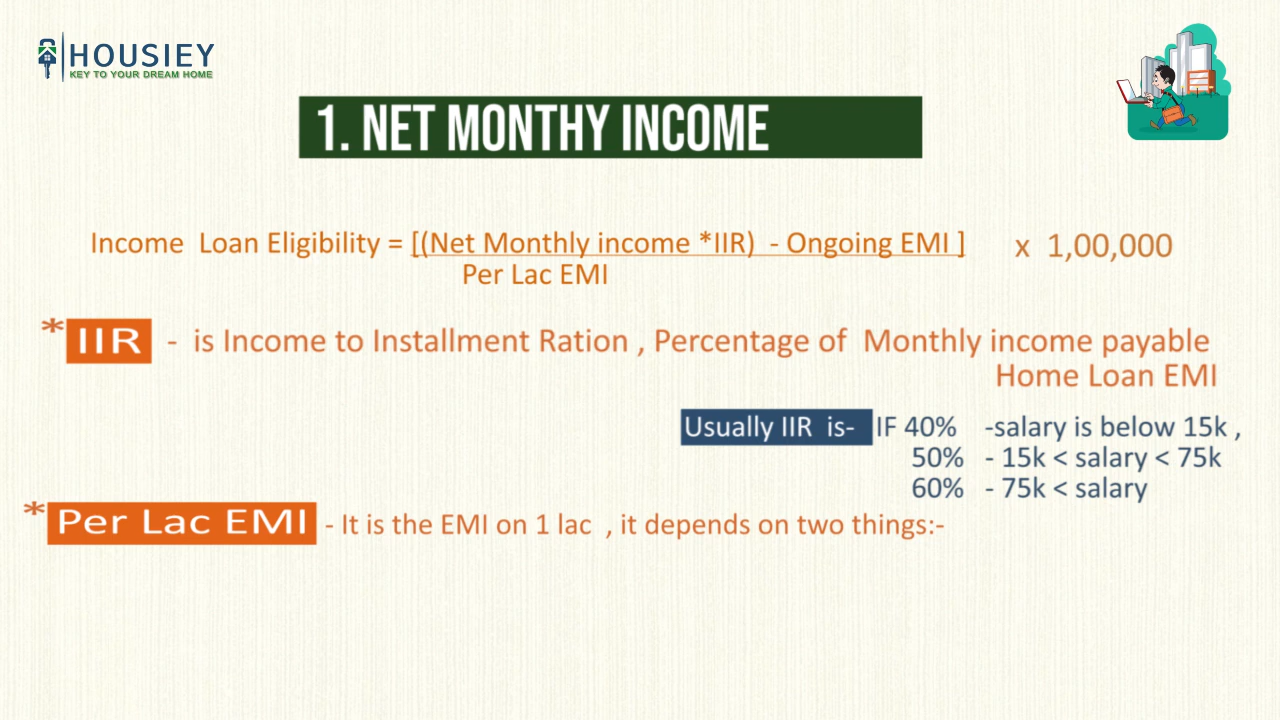 HOUSIEY
KEY TO YOUR DREAM HOME
1. NET MONTHY INCOME
Income Loan Eligibility = [(Net Monthly income *IIR) - Ongoing EMI ] x 1,00,000
Per Lac EMI
*IIR - is Income to Installment Ration , Percentage of Monthly income payable
Home Loan EMI
Usually IIR is- IF 40% -salary is below 15k ,
50% - 15k < salary < 75k
60% - 75k < salary
*Per Lac EMI - It is the EMI on 1 lac , it depends on two things:-